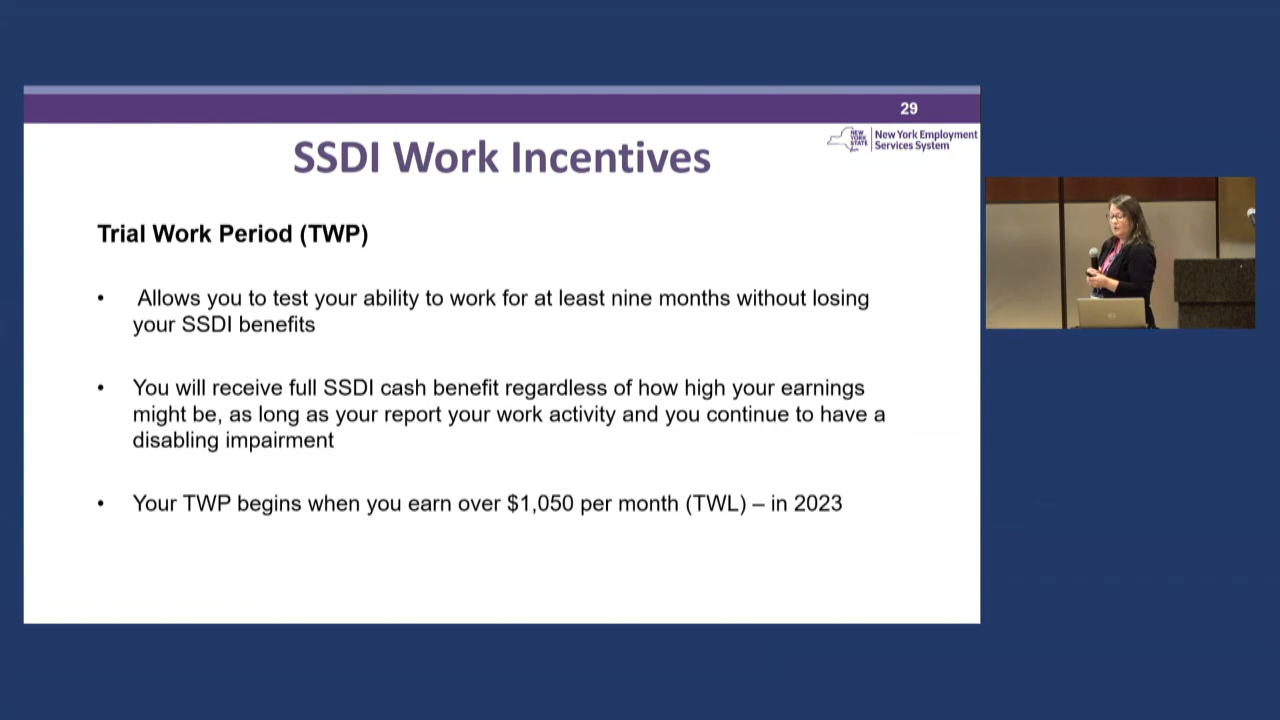 29
NEW
YORK
STATE
New York Employment
Services System
SSDI Work Incentives
Trial Work Period (TWP)
• Allows you to test your ability to work for at least nine months without losing
your SSDI benefits
• You will receive full SSDI cash benefit regardless of how high your earnings
might be, as long as your report your work activity and you continue to have a
disabling impairment
• Your TWP begins when you earn over $1,050 per month (TWL) – in 2023